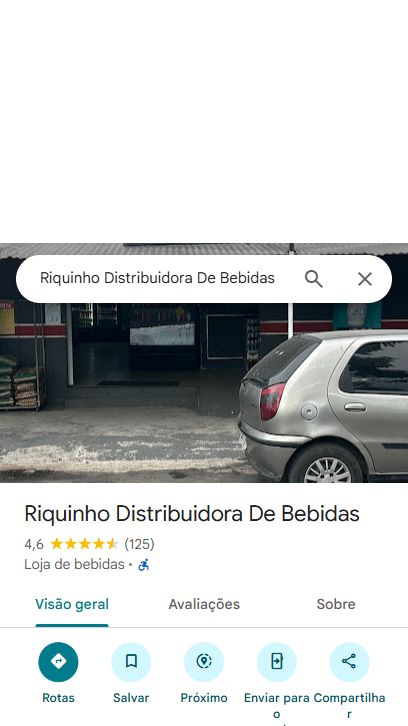 Riquinho Distribuidora De Bebidas
Riquinho Distribuidora De Bebidas
4,6 (125)
Loja de bebidas •
Visão geral
Avaliações
Sobre
Rotas
Salvar
Próximo
Enviar para o
Compartilhar